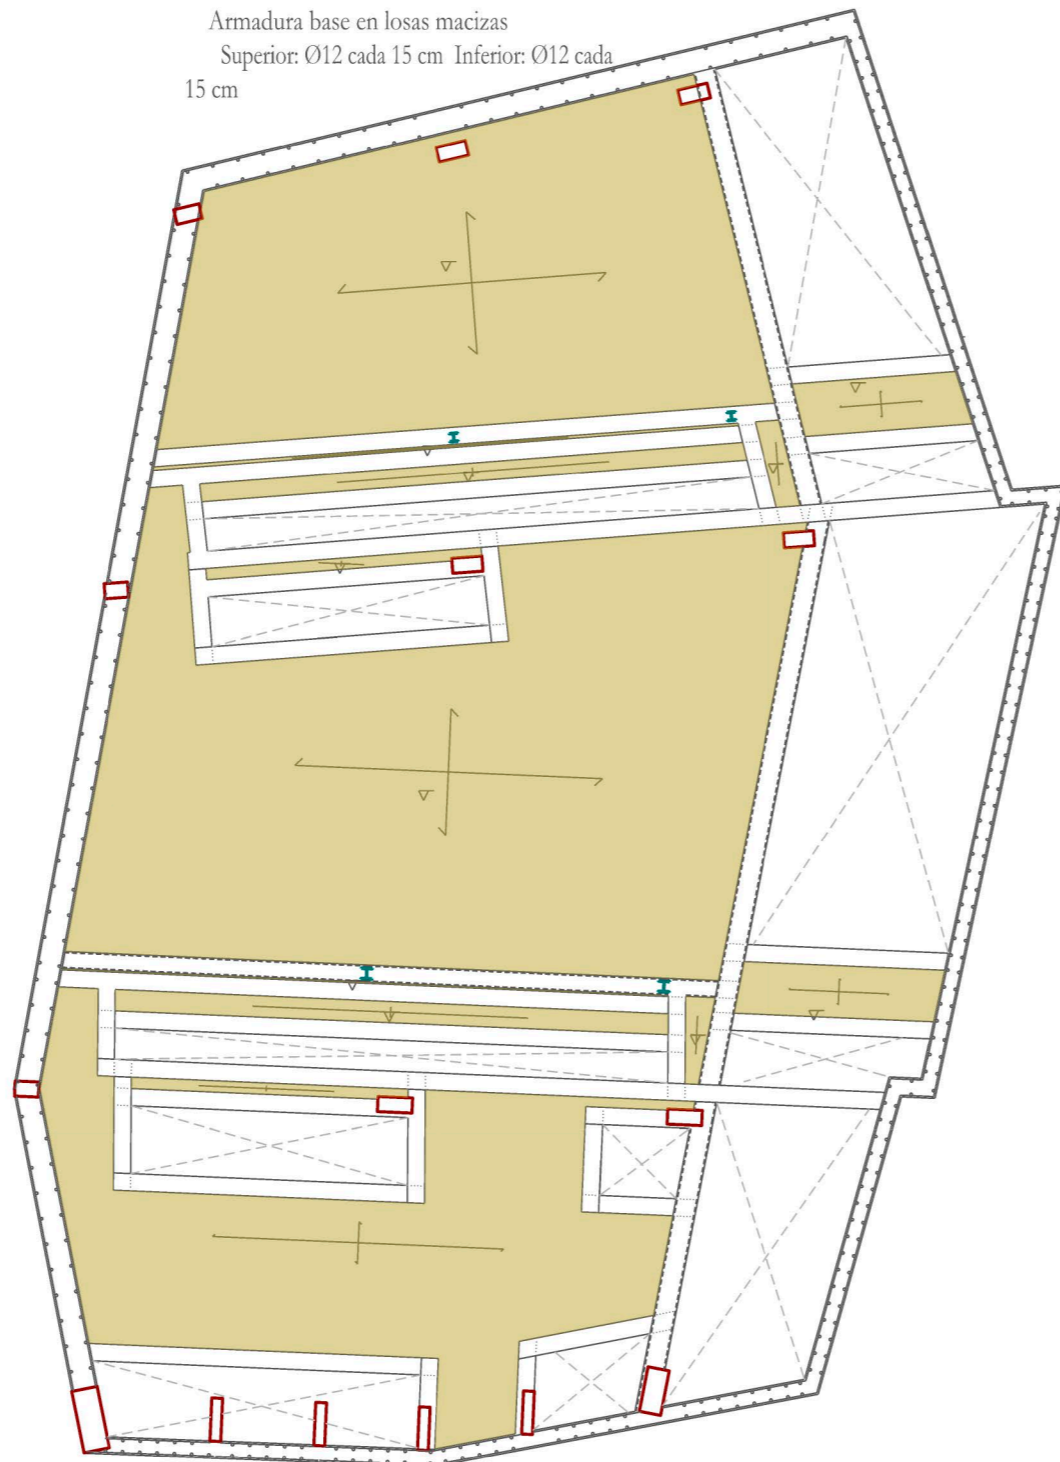 Armadura base en losas macizas
Superior: Ø12 cada 15 cm Inferior: Ø12 cada
15 cm